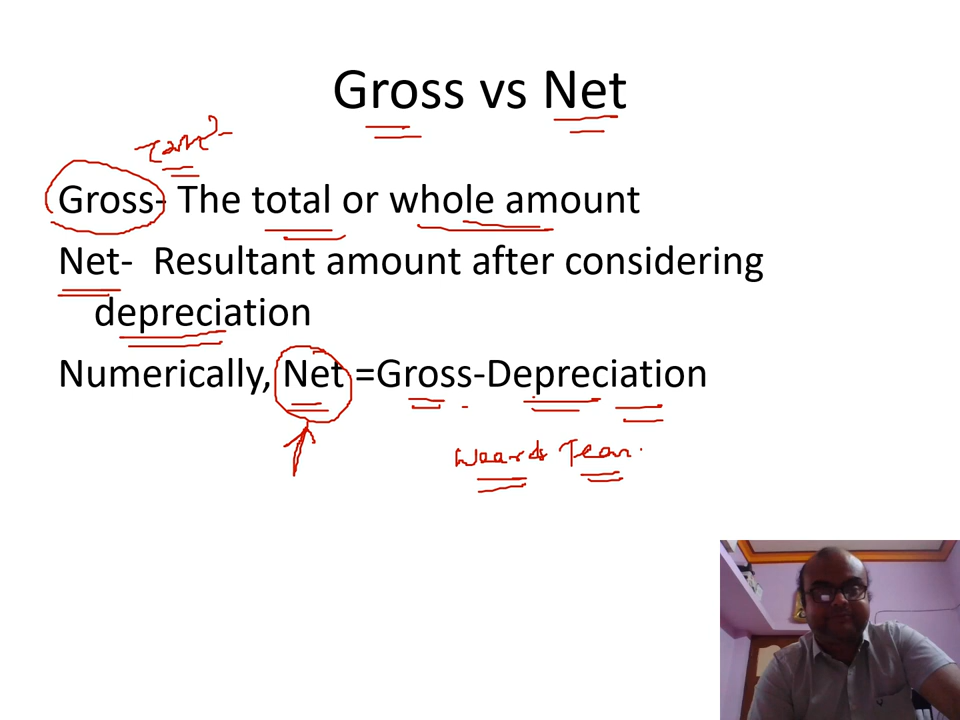 Gross vs Net
Gross- The total or whole amount
Net- Resultant amount after considering
depreciation
Numerically, Net =Gross-Depreciation
Wear & Tear.